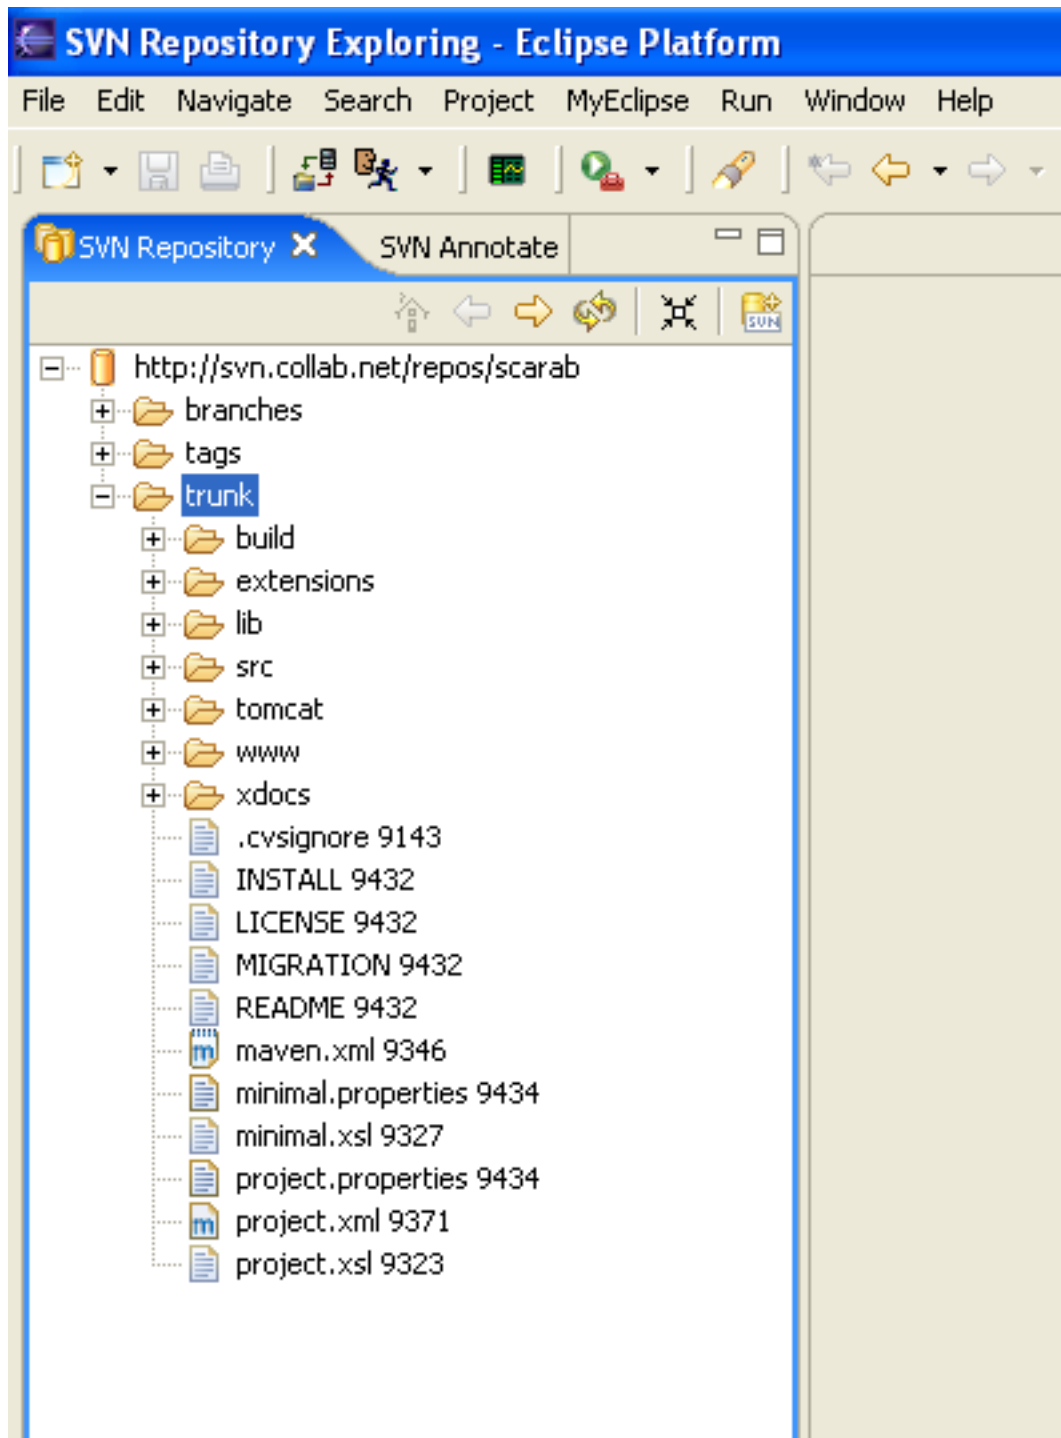 SVN Repository Exploring - Eclipse Platform
File Edit Navigate Search Project MyEclipse Run Window Help
SVN Repository SVN Annotate
SVN
http://svn.collab.net/repos/scarab
branches
tags
trunk
build
extensions
lib
src
tomcat
www
xdocs
.cvsignore 9143
INSTALL 9432
LICENSE 9432
MIGRATION 9432
README 9432
m maven.xml 9346
minimal.properties 9434
minimal.xsl 9327
project.properties 9434
m project.xml 9371
project.xsl 9323